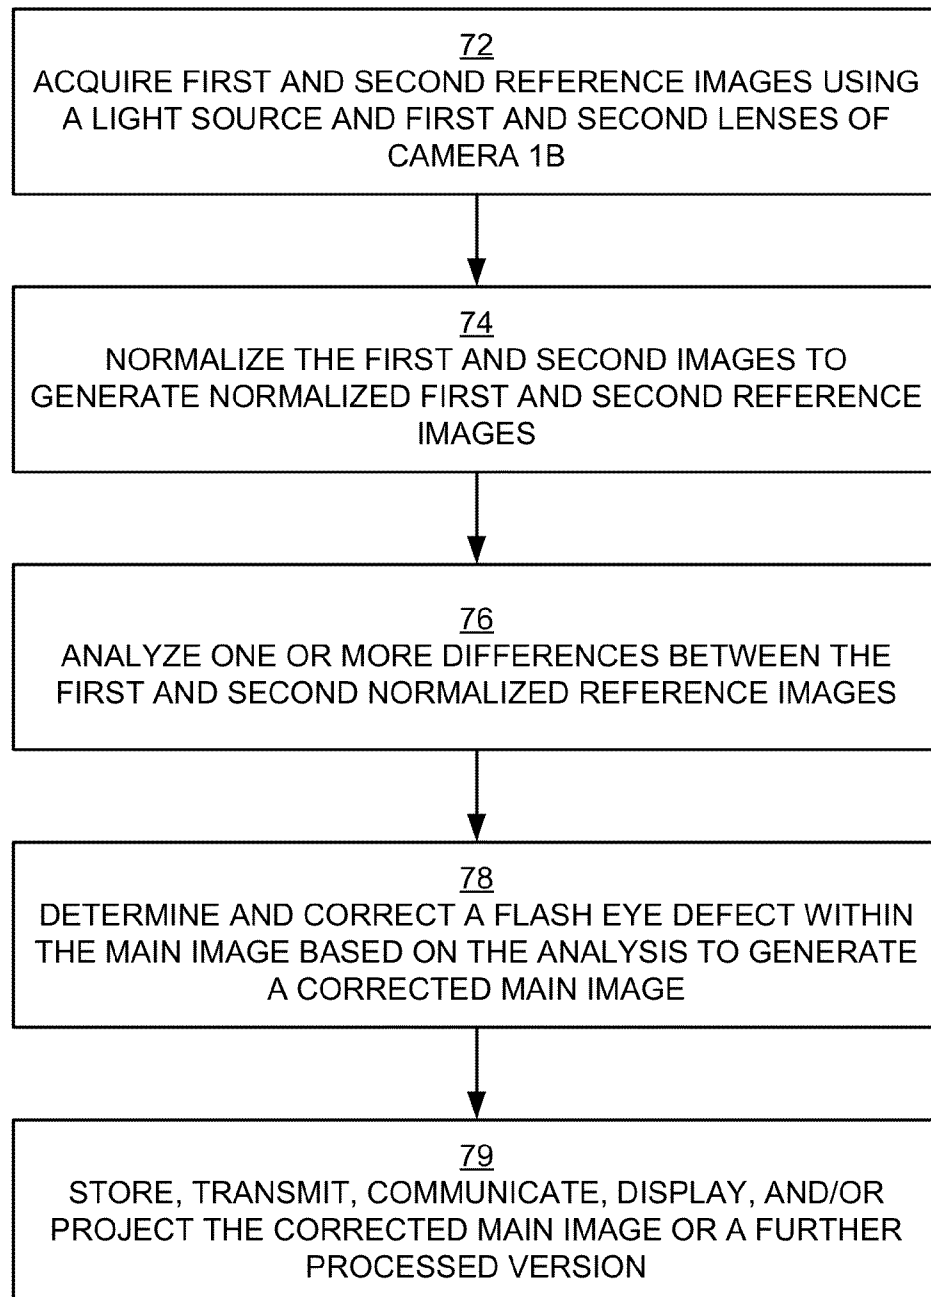 72
ACQUIRE FIRST AND SECOND REFERENCE IMAGES USING
A LIGHT SOURCE AND FIRST AND SECOND LENSES OF
CAMERA 1B
74
NORMALIZE THE FIRST AND SECOND IMAGES TO
GENERATE NORMALIZED FIRST AND SECOND REFERENCE
IMAGES
76
ANALYZE ONE OR MORE DIFFERENCES BETWEEN THE
FIRST AND SECOND NORMALIZED REFERENCE IMAGES
78
DETERMINE AND CORRECT A FLASH EYE DEFECT WITHIN
THE MAIN IMAGE BASED ON THE ANALYSIS TO GENERATE
A CORRECTED MAIN IMAGE
79
STORE, TRANSMIT, COMMUNICATE, DISPLAY, AND/OR
PROJECT THE CORRECTED MAIN IMAGE OR A FURTHER
PROCESSED VERSION